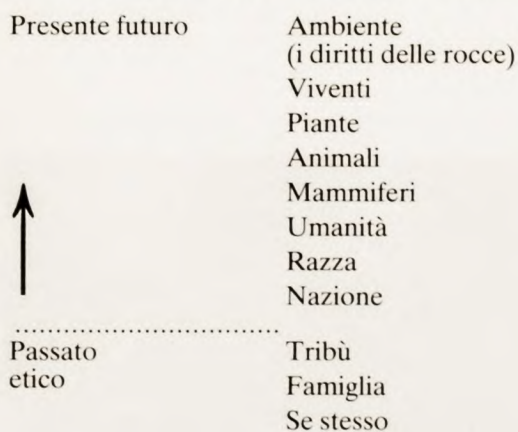 Presente futuro Ambiente
(i diritti delle rocce)
Viventi
Piante
Animali
Mammiferi
Umanità
Razza
Nazione
Passato Tribù
etico Famiglia
Se stesso